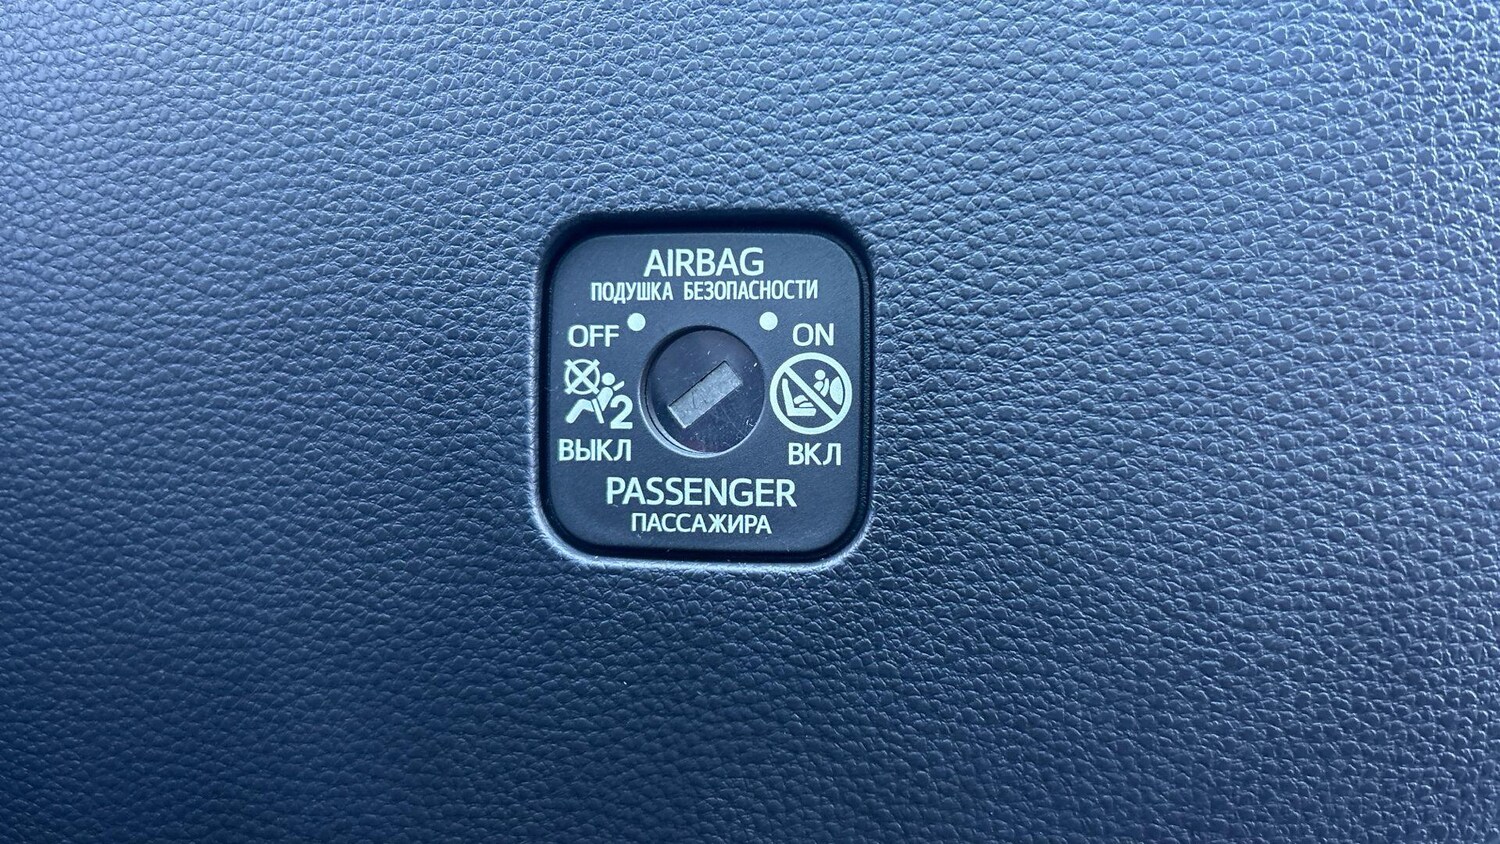 AIRBAG
ПОДУШКА БЕЗОПАСНОСТИ
OFF ON
2
ВЫКЛ ВКЛ
PASSENGER
ПАССАЖИРА